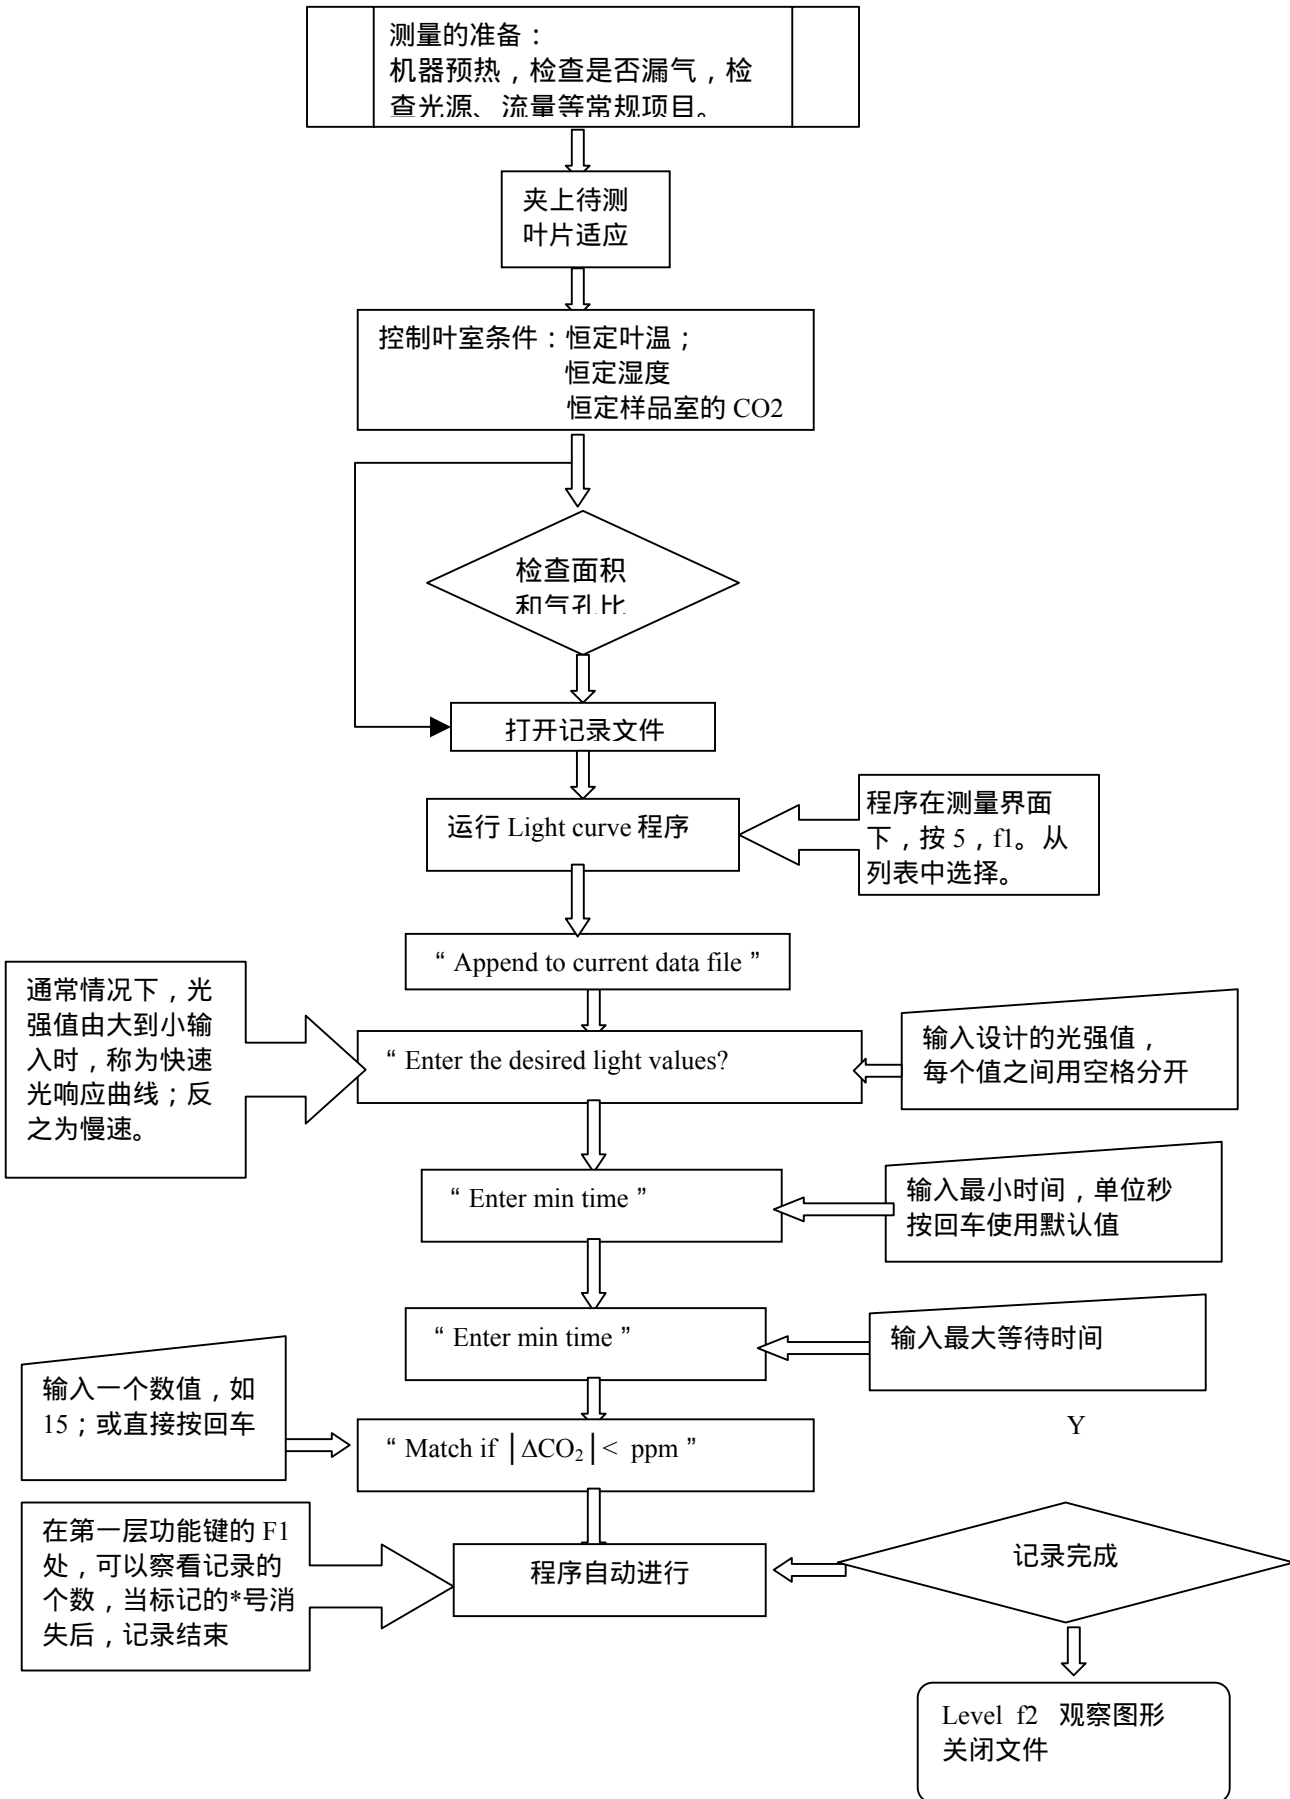 测量的准备：
机器预热，检查是否漏气，检
查光源、流量等常规项目。
夹上待测
叶片适应
控制叶室条件：恒定叶温；
恒定湿度
恒定样品室的 CO2
检查面积
和气孔比
打开记录文件
运行 Light curve 程序
程序在测量界面
下，按 5，f1。从
列表中选择。
“ Append to current data file ”
通常情况下，光
强值由大到小输
入时，称为快速
光响应曲线；反
之为慢速。
“ Enter the desired light values?
输入设计的光强值，
每个值之间用空格分开
“ Enter min time ”
输入最小时间，单位秒
按回车使用默认值
“ Enter min time ”
输入最大等待时间
输入一个数值，如
15；或直接按回车
“ Match if |ΔCO₂|< ppm ”
Y
在第一层功能键的 F1
处，可以察看记录的
个数，当标记的*号消
失后，记录结束
程序自动进行
记录完成
Level f2 观察图形
关闭文件